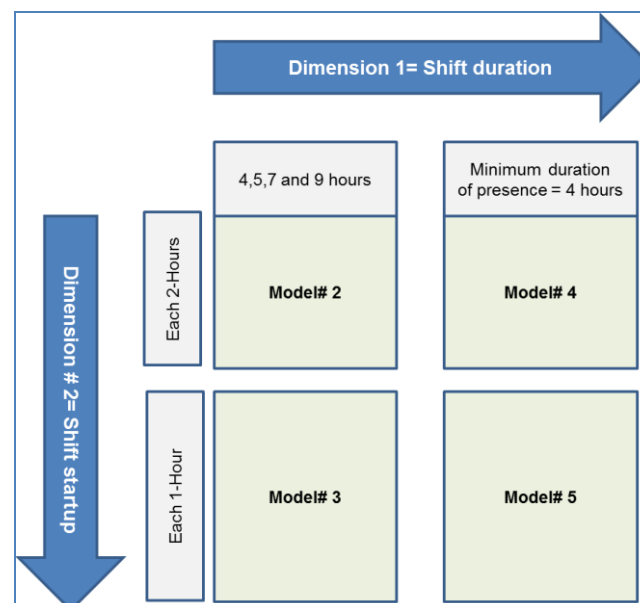 Dimension 1= Shift duration
4,5,7 and 9 hours
Minimum duration
of presence = 4 hours
Dimension # 2= Shift startup
Each 2-Hours
Model# 2
Model# 4
Each 1-Hour
Model# 3
Model# 5